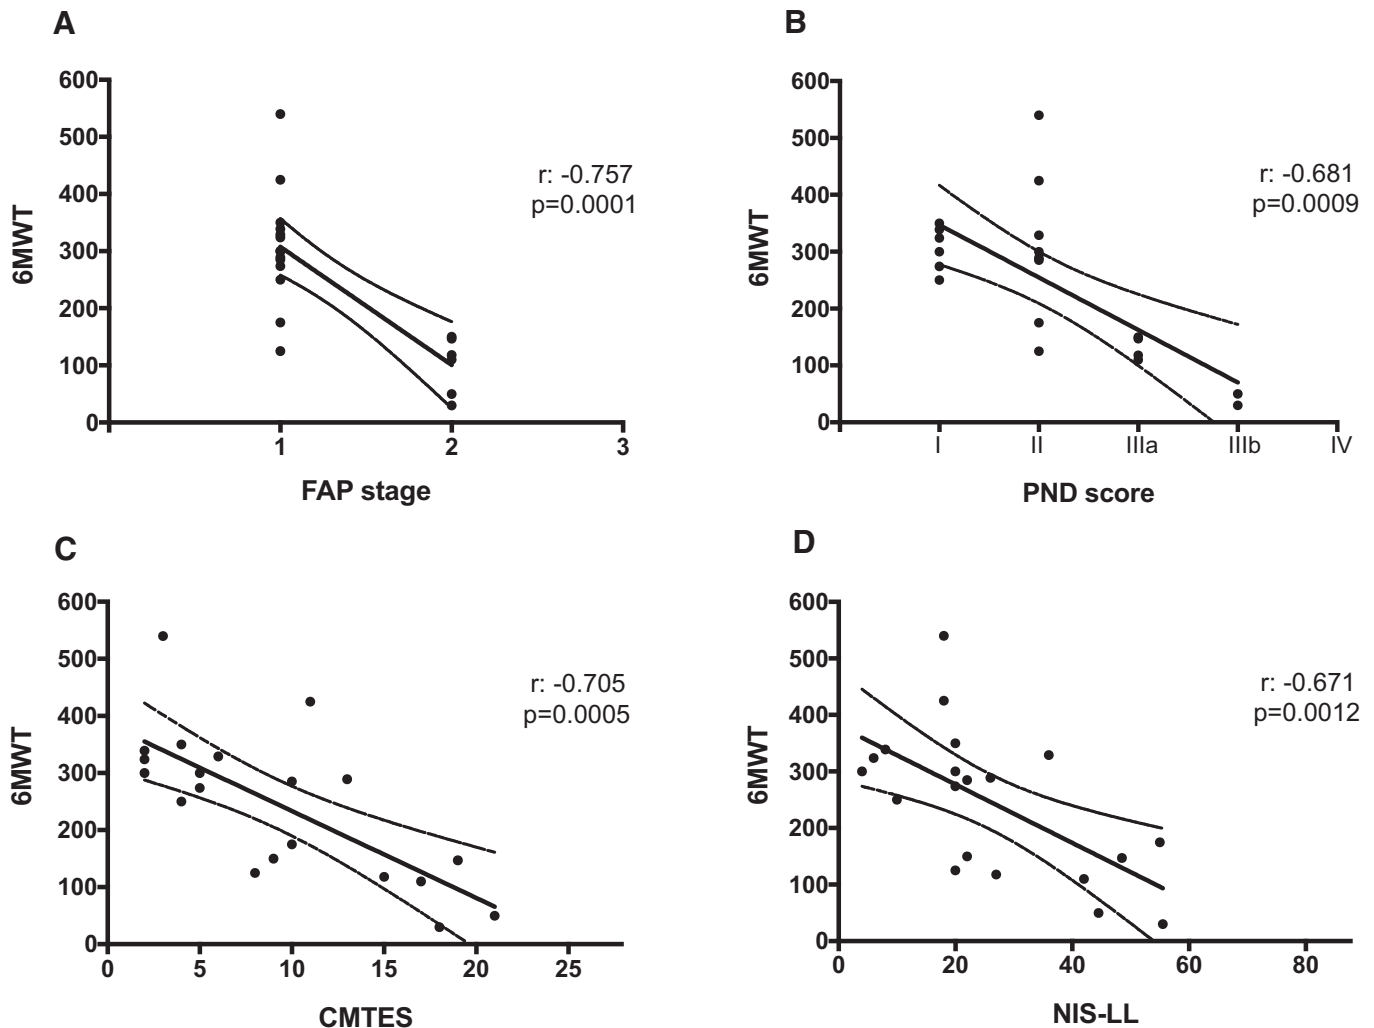 A
600
500
400
300
200
100
0
6MWT
r: -0.757
p=0.0001
1
2
3
FAP stage
B
600
500
400
300
200
100
0
6MWT
r: -0.681
p=0.0009
I
II
IIIa
IIIb
IV
PND score
C
600
500
400
300
200
100
0
6MWT
r: -0.705
p=0.0005
0
5
10
15
20
25
CMTES
D
600
500
400
300
200
100
0
6MWT
r: -0.671
p=0.0012
0
20
40
60
80
NIS-LL